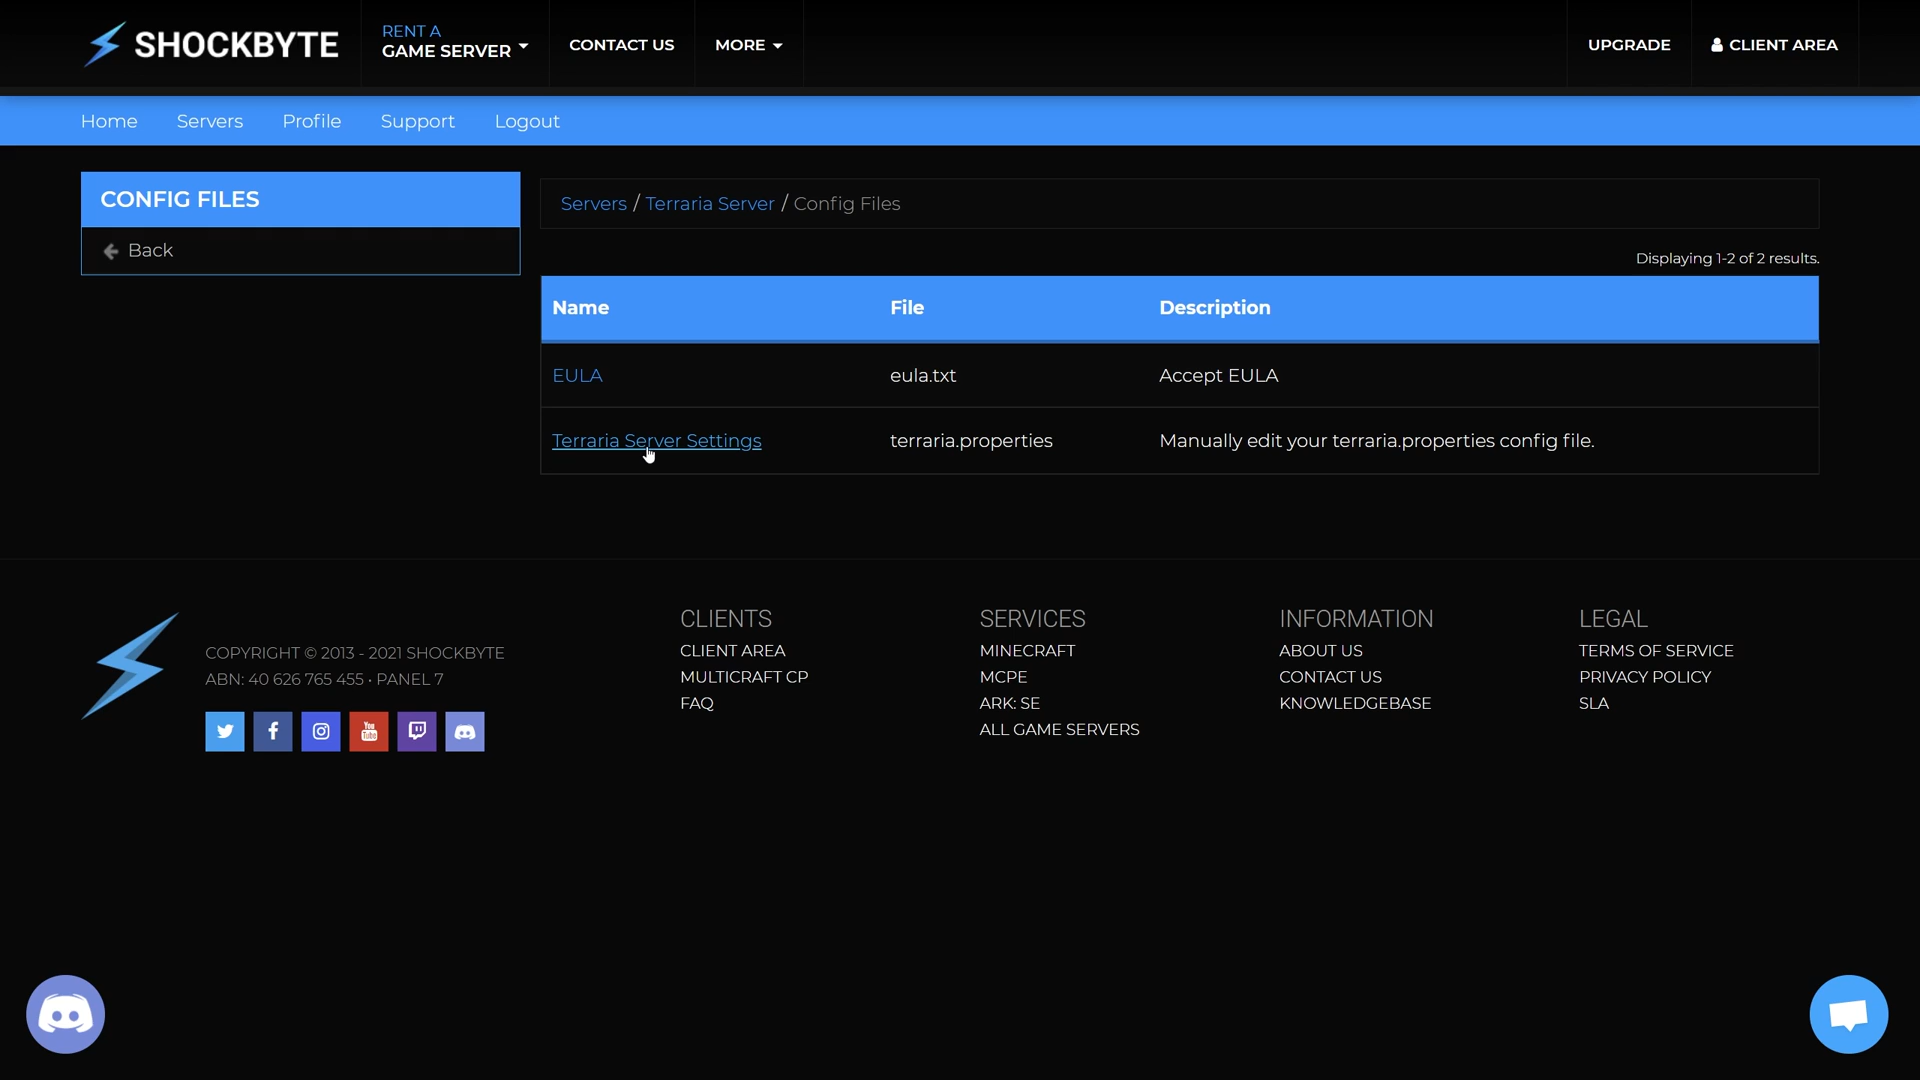 SHOCKBYTE
RENT A
GAME SERVER
CONTACT US
MORE
UPGRADE
CLIENT AREA
Home Servers Profile Support Logout
CONFIG FILES
Back
Servers / Terraria Server / Config Files
Displaying 1-2 of 2 results.
Name File Description
EULA eula.txt Accept EULA
Terraria Server Settings terraria.properties Manually edit your terraria.properties config file.
COPYRIGHT © 2013 - 2021 SHOCKBYTE
ABN: 40 626 765 455 • PANEL 7
You
Tube
CLIENTS
CLIENT AREA
MULTICRAFT CP
FAQ
SERVICES
MINECRAFT
MCPE
ARK: SE
ALL GAME SERVERS
INFORMATION
ABOUT US
CONTACT US
KNOWLEDGEBASE
LEGAL
TERMS OF SERVICE
PRIVACY POLICY
SLA